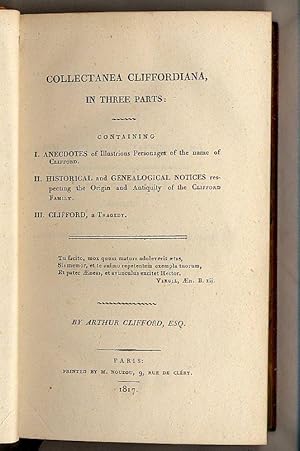 COLLECTANEA CLIFFORDIANA,
IN THREE PARTS:
CONTAINING
I. ANECDOTES of Illustrious Personages of the name of
CLIFFORD.
II. HISTORICAL and GENEALOGICAL NOTICES res-
pecting the Origin and Antiquity of the CLIFFORD
FAMILY.
III. CLIFFORD, a TRAGEDY.
Tu facito, mox quum matura adoleverit ætas,
Sis memor, et te animo repetentem exempla tuorum,
Et pater Æneas, et avunculus excitet Hector.
VIRGIL, Æn. B. xij.
BY ARTHUR CLIFFORD, ESQ.
PARIS:
PRINTED BY M. NOUZOU, 9, RUE DE CLÉRY.
1817.